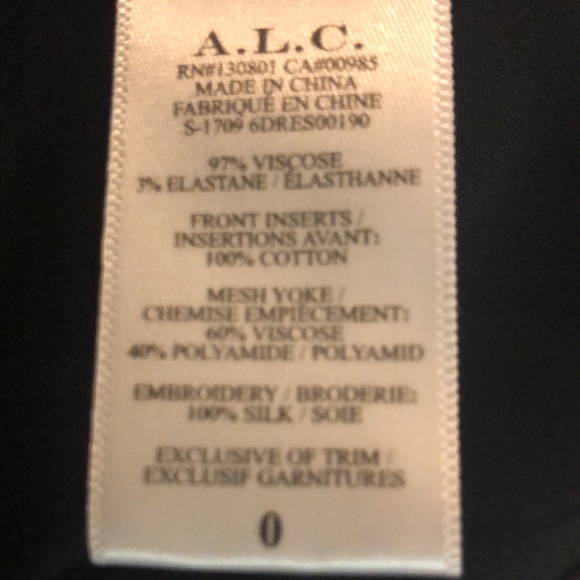 A.L.C.
RN#130801 CA#00985
MADE IN CHINA
FABRIQUÉ EN CHINE
S-1709 6DRES00190
97% VISCOSE
3% ELASTANE / ÉLASTHANNE
FRONT INSERTS /
INSERTIONS AVANT:
100% COTTON
MESH YOKE /
CHEMISE EMPIÈCEMENT:
60% VISCOSE
40% POLYAMIDE / POLYAMID
EMBROIDERY / BRODERIE:
100% SILK / SOIE
EXCLUSIVE OF TRIM /
EXCLUSIF GARNITURES
0